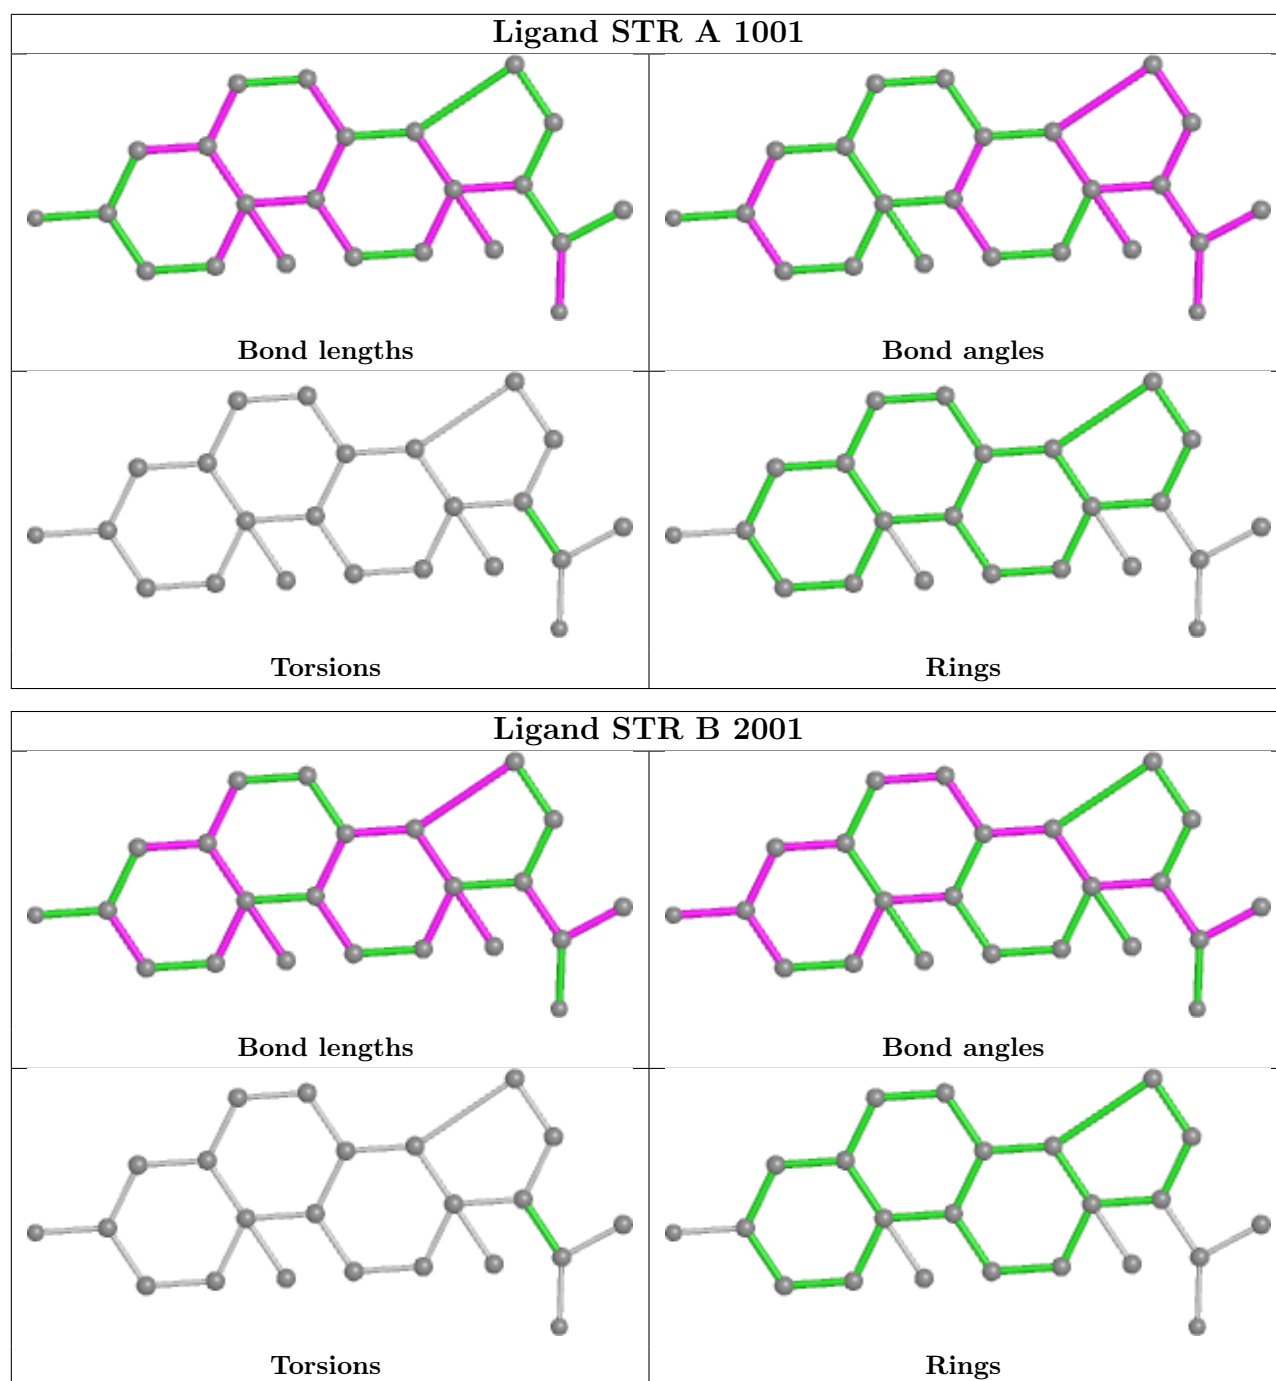 Ligand STR A 1001
Bond lengths
Bond angles
Torsions
Rings
Ligand STR B 2001
Bond lengths
Bond angles
Torsions
Rings